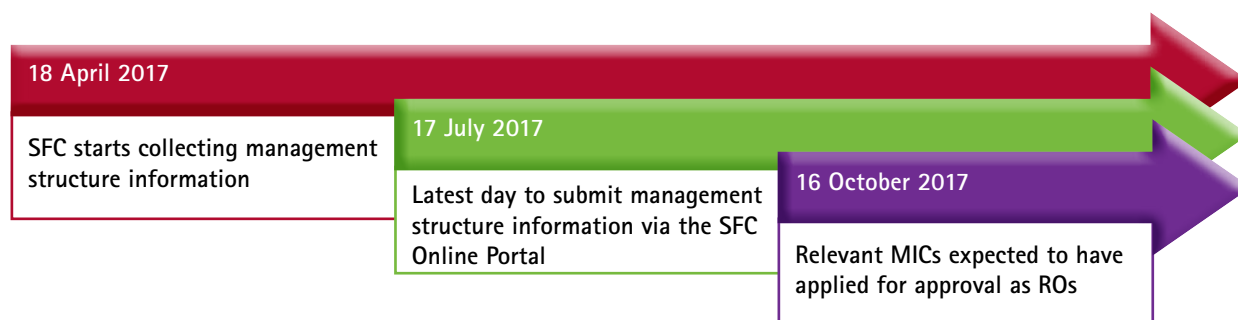 18 April 2017
SFC starts collecting management
structure information
17 July 2017
Latest day to submit management
structure information via the SFC
Online Portal
16 October 2017
Relevant MICs expected to have
applied for approval as ROs